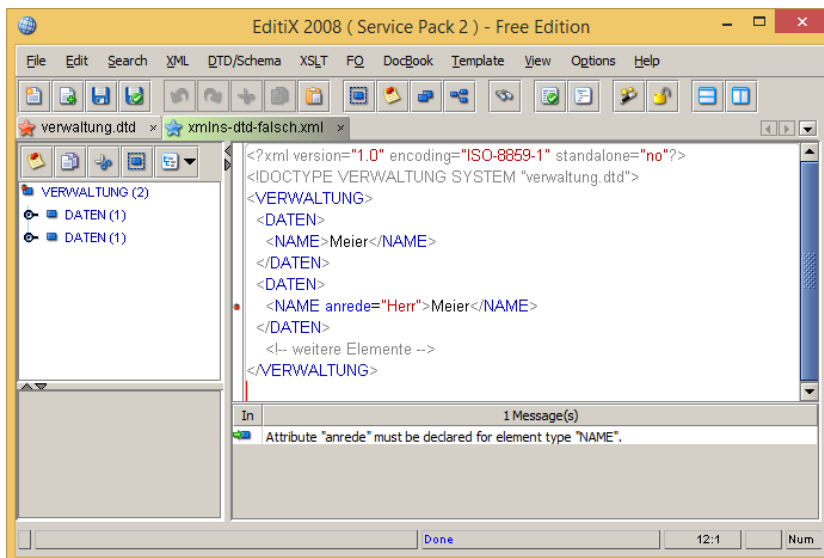 EditiX 2008 ( Service Pack 2 ) - Free Edition
File Edit Search XML DTD/Schema XSLT FO DocBook Template View Options Help
verwaltung.dtd × xmlns-dtd-falsch.xml ×
VERWALTUNG (2)
DATEN (1)
DATEN (1)
<?xml version="1.0" encoding="ISO-8859-1" standalone="no"?>
<!DOCTYPE VERWALTUNG SYSTEM "verwaltung.dtd">
<VERWALTUNG>
<DATEN>
<NAME>Meier</NAME>
</DATEN>
<DATEN>
<NAME anrede="Herr">Meier</NAME>
</DATEN>
<!-- weitere Elemente -->
</VERWALTUNG>
In 1 Message(s)
Attribute "anrede" must be declared for element type "NAME".
Done 12:1 Num